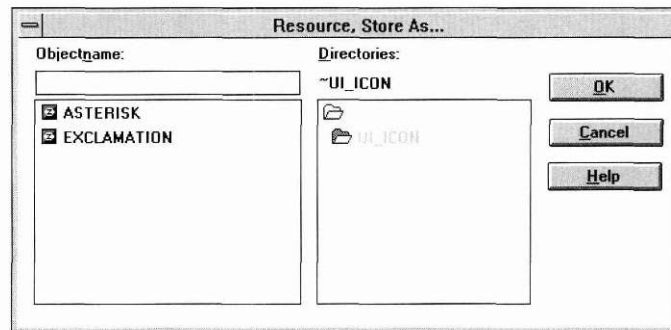 Resource, Store As...
Objectname:
Directories:
~UI_ICON
ASTERISK
EXCLAMATION
UI_ICON
OK
Cancel
Help